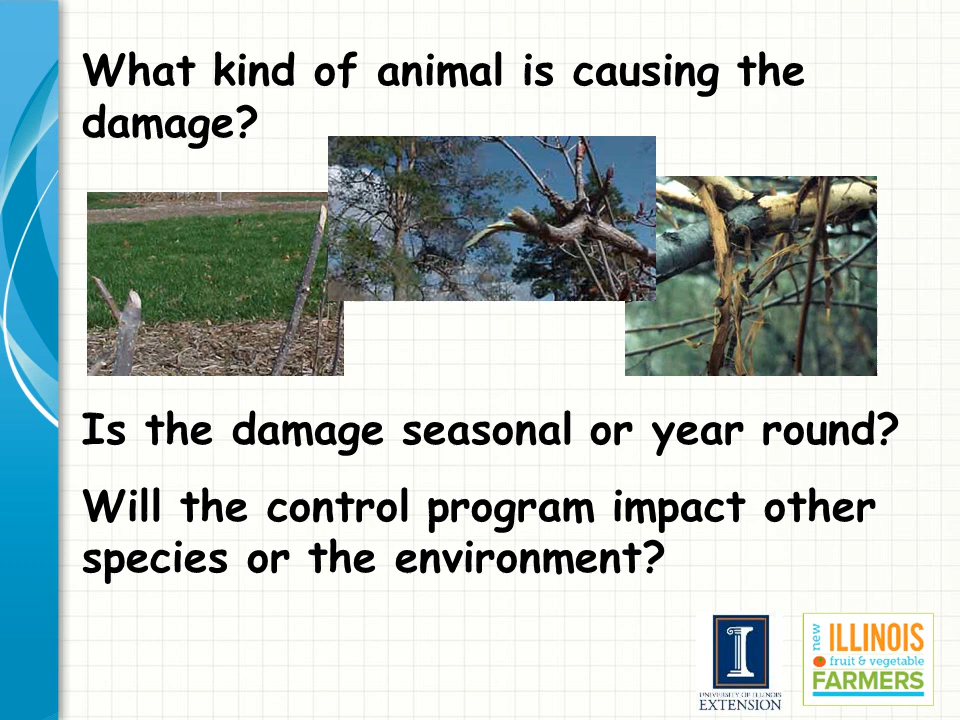 What kind of animal is causing the
damage?
Is the damage seasonal or year round?
Will the control program impact other
species or the environment?
I
UNIVERSITY OF ILLINOIS
EXTENSION
new
ILLINOIS
fruit & vegetable
FARMERS